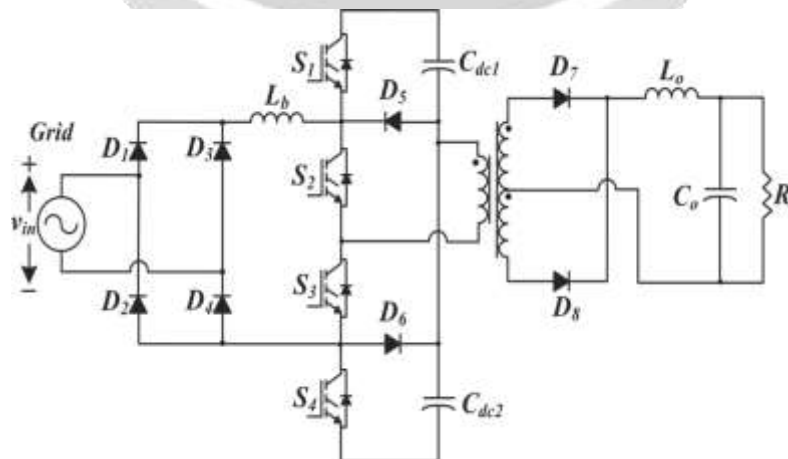 S1
Cdc1
D7
Lo
Lb
D5
Grid
+
D1
D3
S2
vin
Co
R
−
D2
D4
S3
D6
D8
S4
Cdc2